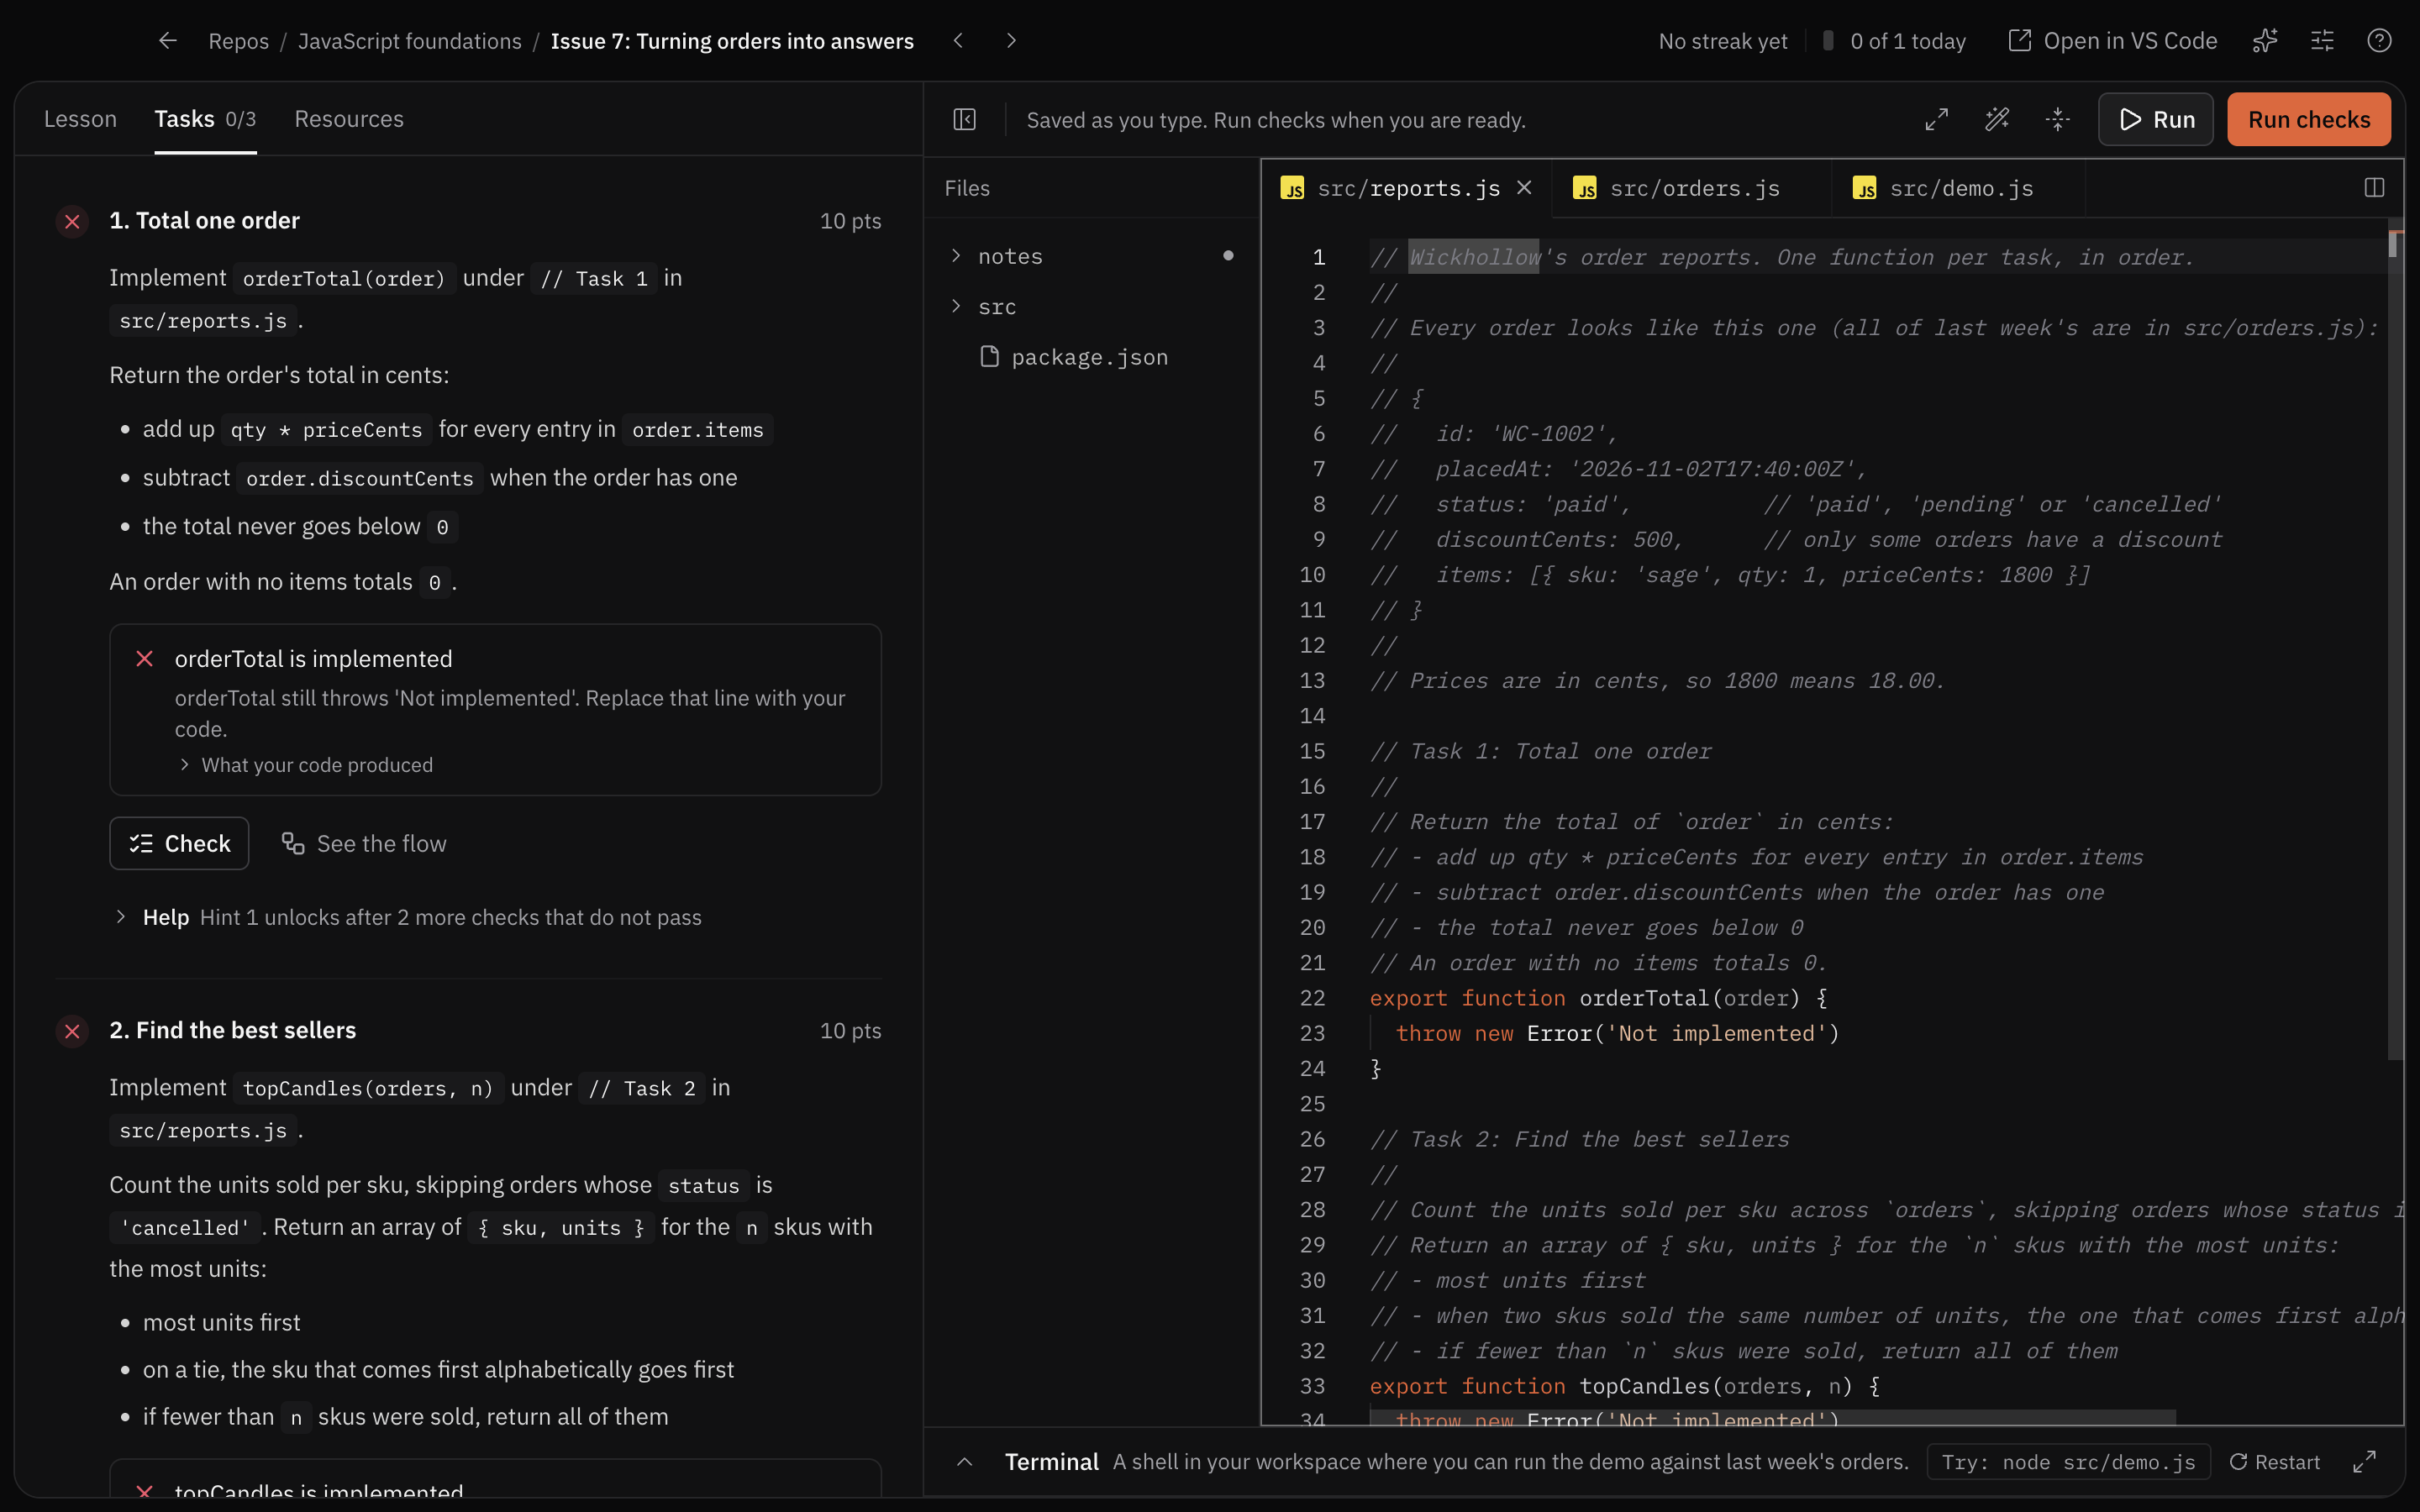 Repos / JavaScript foundations / Issue 7: Turning orders into answers
No streak yet
0 of 1 today
Open in VS Code
Lesson
Tasks 0/3
Resources
1. Total one order
10 pts
Implement orderTotal(order) under // Task 1 in
src/reports.js.
Return the order's total in cents:
• add up qty * priceCents for every entry in order.items
• subtract order.discountCents when the order has one
• the total never goes below 0
An order with no items totals 0.
orderTotal is implemented
orderTotal still throws 'Not implemented'. Replace that line with your
code.
What your code produced
Check
See the flow
Help Hint 1 unlocks after 2 more checks that do not pass
2. Find the best sellers
10 pts
Implement topCandles(orders, n) under // Task 2 in
src/reports.js.
Count the units sold per sku, skipping orders whose status is
'cancelled'. Return an array of { sku, units } for the n skus with
the most units:
• most units first
• on a tie, the sku that comes first alphabetically goes first
• if fewer than n skus were sold, return all of them
topCandles is implemented
Saved as you type. Run checks when you are ready.
Run
Run checks
Files
notes
src
package.json
JS src/reports.js
JS src/orders.js
JS src/demo.js
1 // Wickhollow's order reports. One function per task, in order.
2 //
3 // Every order looks like this one (all of last week's are in src/orders.js):
4 //
5 // {
6 //   id: 'WC-1002',
7 //   placedAt: '2026-11-02T17:40:00Z',
8 //   status: 'paid',          // 'paid', 'pending' or 'cancelled'
9 //   discountCents: 500,      // only some orders have a discount
10 //   items: [{ sku: 'sage', qty: 1, priceCents: 1800 }]
11 // }
12 //
13 // Prices are in cents, so 1800 means 18.00.
14
15 // Task 1: Total one order
16 //
17 // Return the total of `order` in cents:
18 // - add up qty * priceCents for every entry in order.items
19 // - subtract order.discountCents when the order has one
20 // - the total never goes below 0
21 // An order with no items totals 0.
22 export function orderTotal(order) {
23   throw new Error('Not implemented')
24 }
25
26 // Task 2: Find the best sellers
27 //
28 // Count the units sold per sku across `orders`, skipping orders whose status i
29 // Return an array of { sku, units } for the `n` skus with the most units:
30 // - most units first
31 // - when two skus sold the same number of units, the one that comes first alph
32 // - if fewer than `n` skus were sold, return all of them
33 export function topCandles(orders, n) {
34   throw new Error('Not implemented')
Terminal A shell in your workspace where you can run the demo against last week's orders.
Try: node src/demo.js
Restart